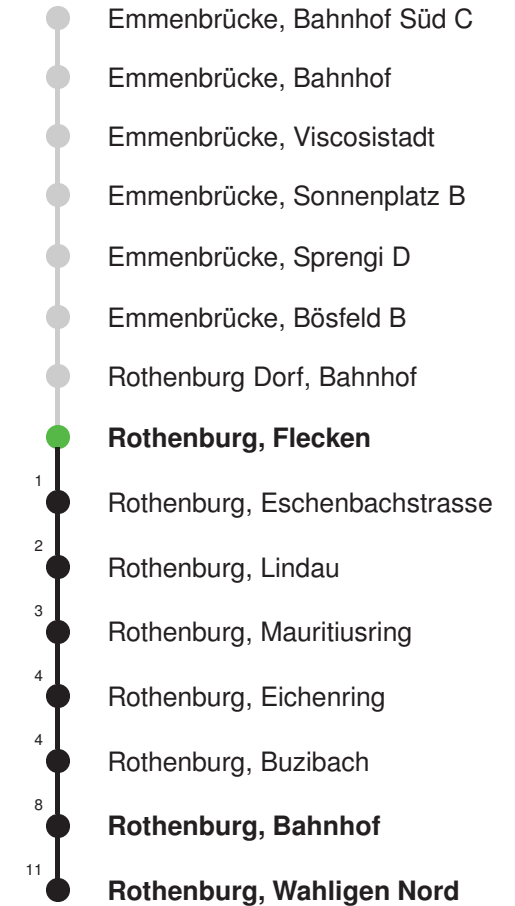 Emmenbrücke, Bahnhof Süd C
Emmenbrücke, Bahnhof
Emmenbrücke, Viscosistadt
Emmenbrücke, Sonnenplatz B
Emmenbrücke, Sprengi D
Emmenbrücke, Bösfeld B
Rothenburg Dorf, Bahnhof
Rothenburg, Flecken
1 Rothenburg, Eschenbachstrasse
2 Rothenburg, Lindau
3 Rothenburg, Mauritiusring
4 Rothenburg, Eichenring
4 Rothenburg, Buzibach
8 Rothenburg, Bahnhof
11 Rothenburg, Wahligen Nord